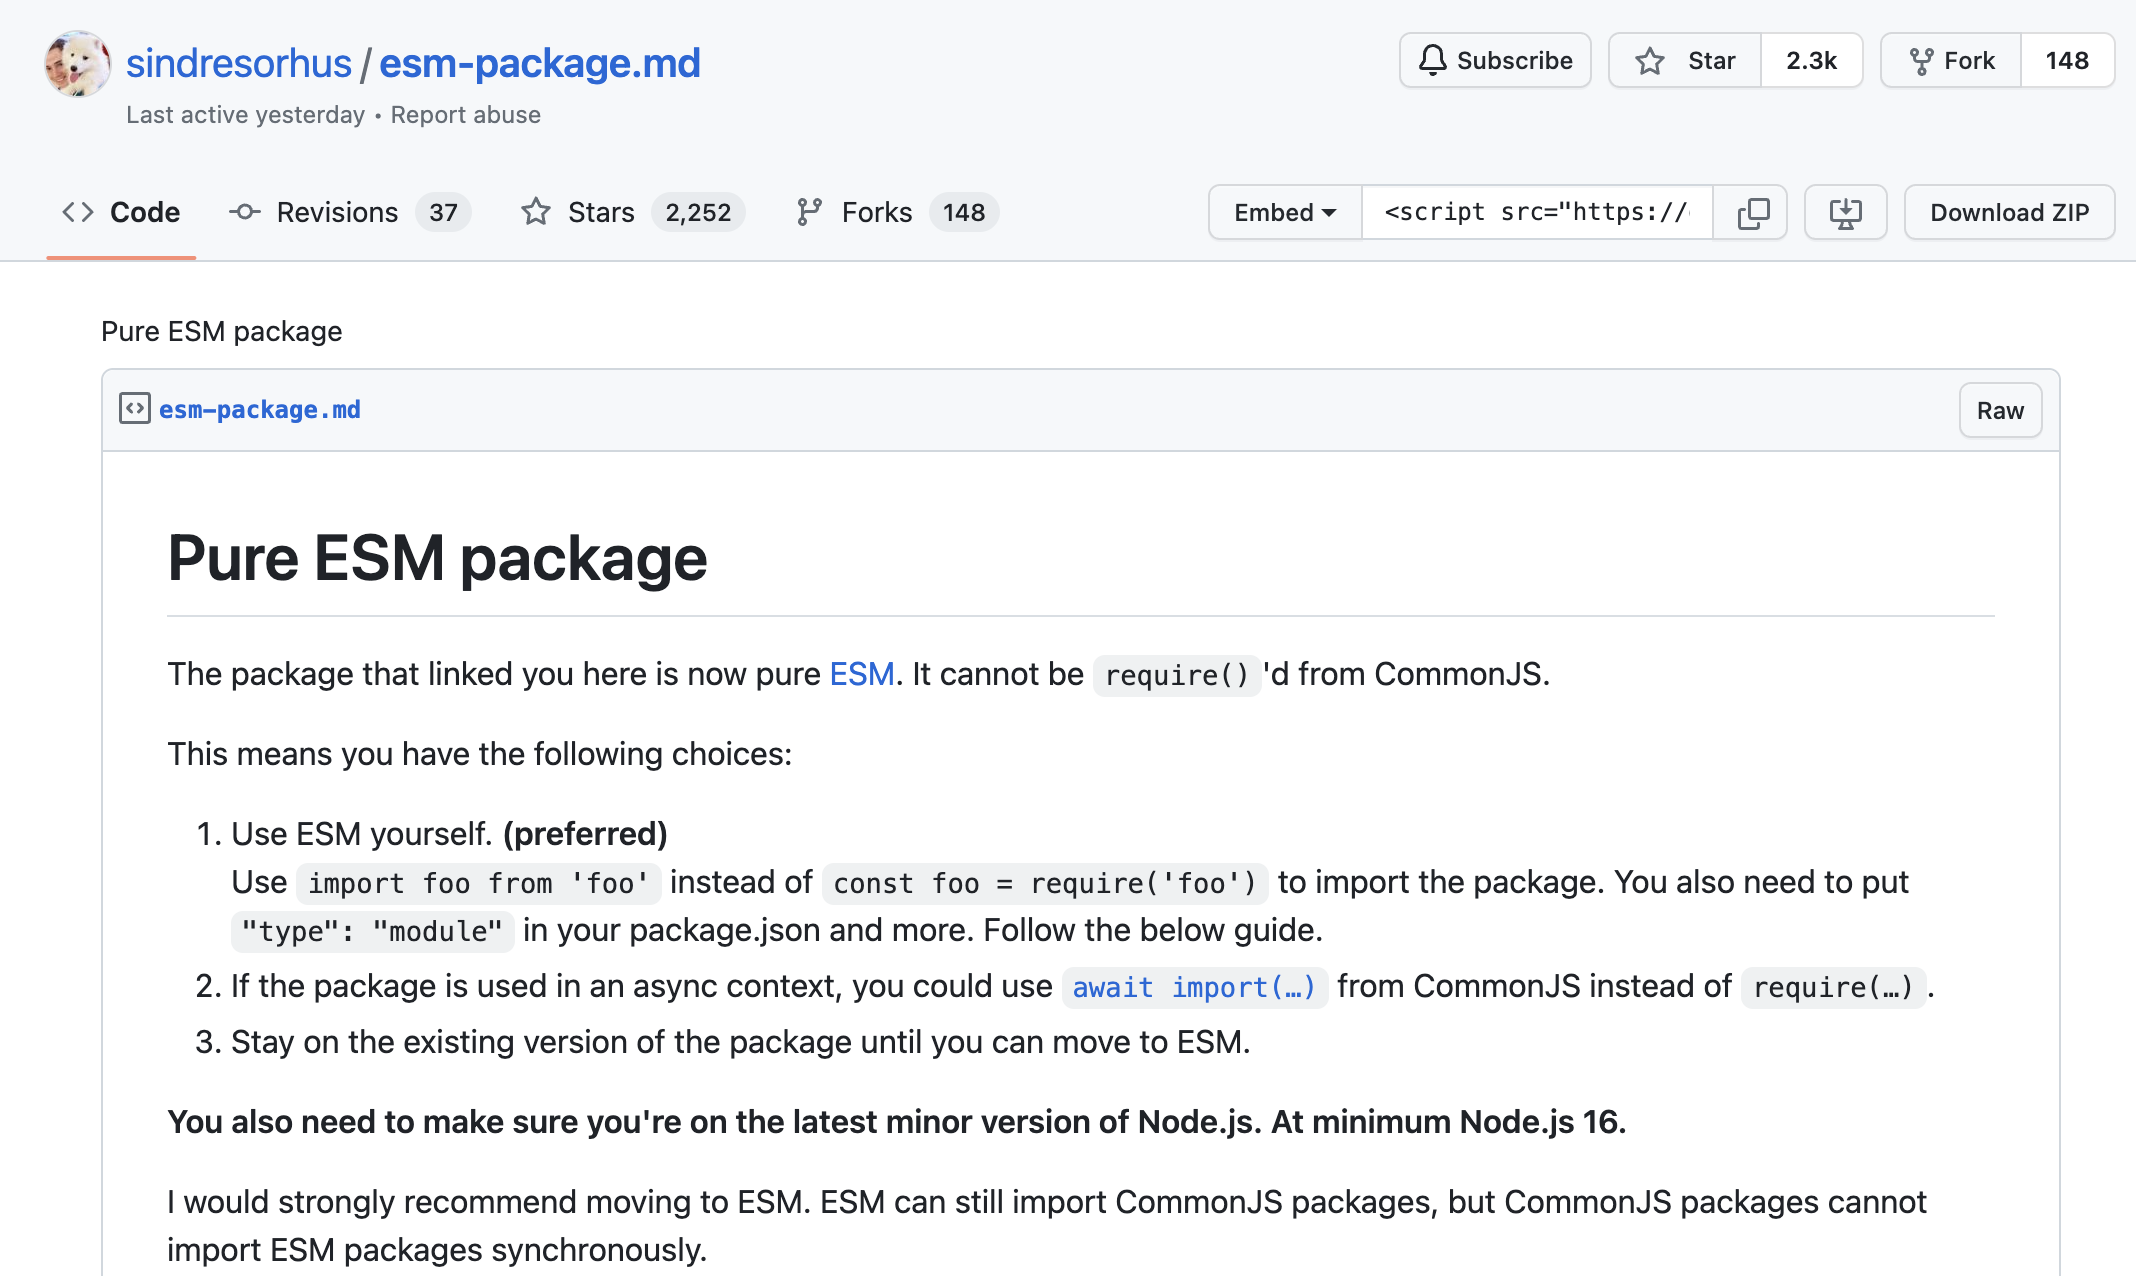 sindresorhus / esm-package.md
Subscribe
Star 2.3k
Fork 148
Last active yesterday • Report abuse
Code
Revisions 37
Stars 2,252
Forks 148
Embed
<script src="https://
Download ZIP
Pure ESM package
esm-package.md
Raw
Pure ESM package
The package that linked you here is now pure ESM. It cannot be require() 'd from CommonJS.
This means you have the following choices:
1. Use ESM yourself. (preferred)
Use import foo from 'foo' instead of const foo = require('foo') to import the package. You also need to put
"type": "module" in your package.json and more. Follow the below guide.
2. If the package is used in an async context, you could use await import(…) from CommonJS instead of require(…) .
3. Stay on the existing version of the package until you can move to ESM.
You also need to make sure you're on the latest minor version of Node.js. At minimum Node.js 16.
I would strongly recommend moving to ESM. ESM can still import CommonJS packages, but CommonJS packages cannot
import ESM packages synchronously.